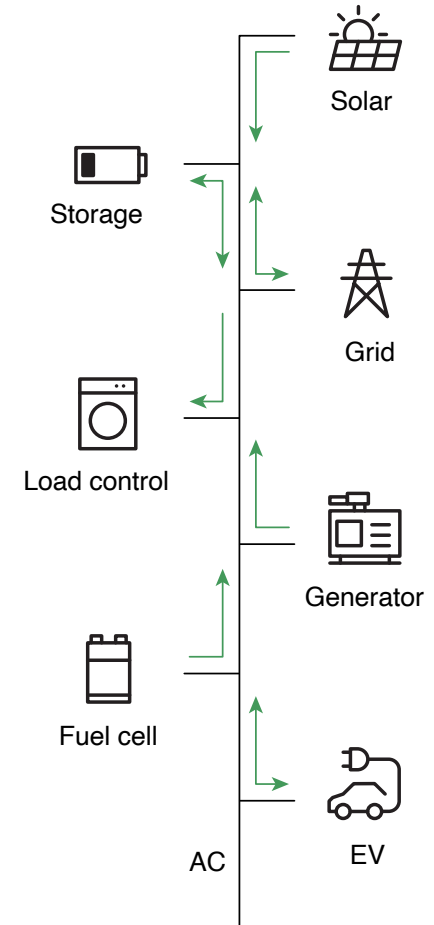 Solar
Storage
Grid
Load control
Generator
Fuel cell
EV
AC